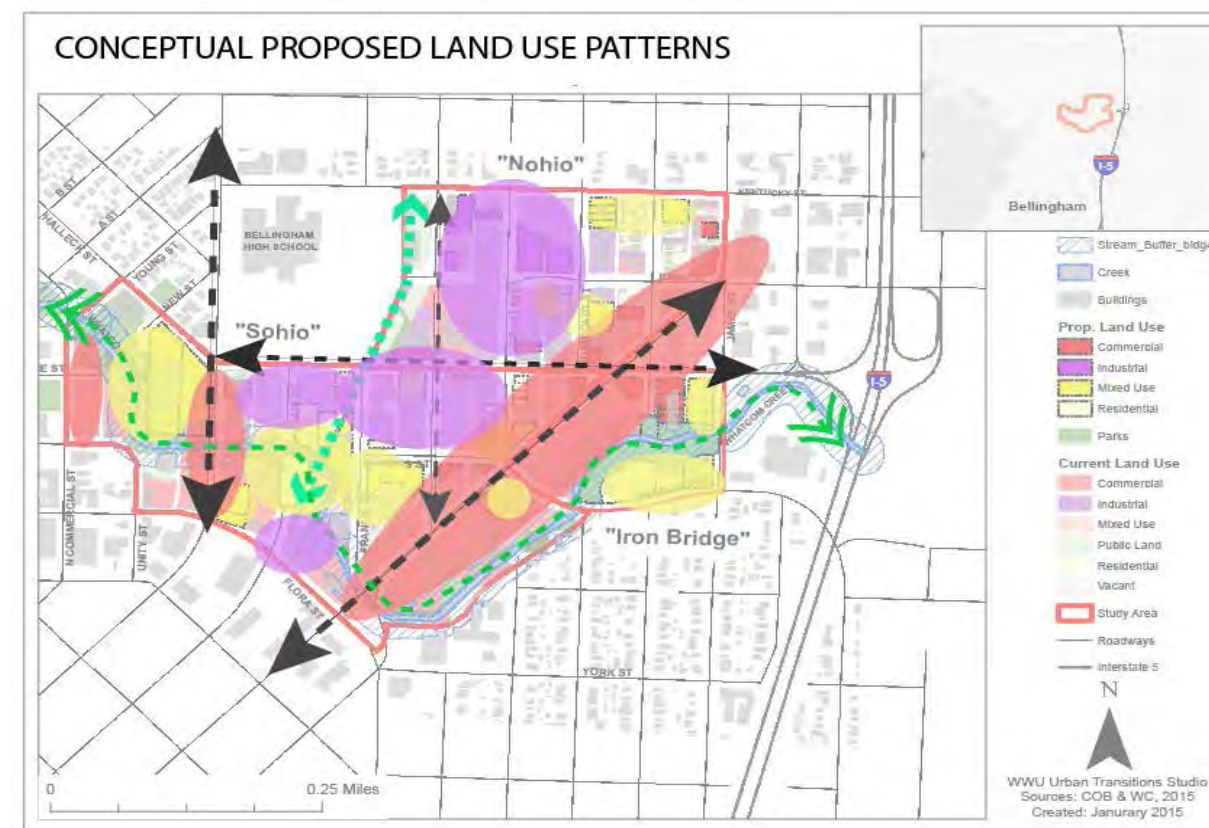 CONCEPTUAL PROPOSED LAND USE PATTERNS
I-5
Bellingham
"Nohio"
KENTUCKY ST
B ST
A ST
HALLECK ST
YOUNG ST
NEW ST
BELLINGHAM
HIGH SCHOOL
"Sohio"
E ST
I-5
WHATCOM CREEK
S ST
N COMMERCIAL ST
UNITY ST
FLORA ST
"Iron Bridge"
YORK ST
0
0.25 Miles
Stream_Buffer_bldgs
Creek
Buildings
Prop. Land Use
Commercial
Industrial
Mixed Use
Residential
Parks
Current Land Use
Commercial
Industrial
Mixed Use
Public Land
Residential
Vacant
Study Area
Roadways
Interstate 5
N
WWU Urban Transitions Studio
Sources: COB & WC, 2015
Created: Janurary 2015